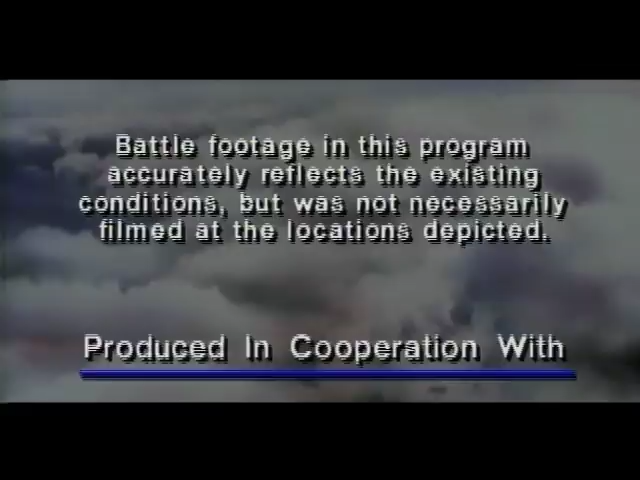 Battle footage in this program
accurately reflects the existing
conditions, but was not necessarily
filmed at the locations depicted.
Produced In Cooperation With